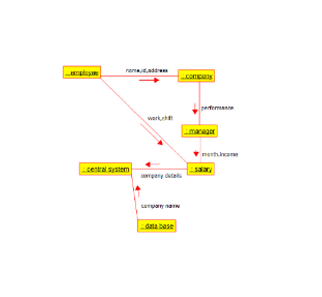 name,id,address
: employee
: company
performance
work,shift
: manager
month,income
: central system
: salary
company details
company name
: data base